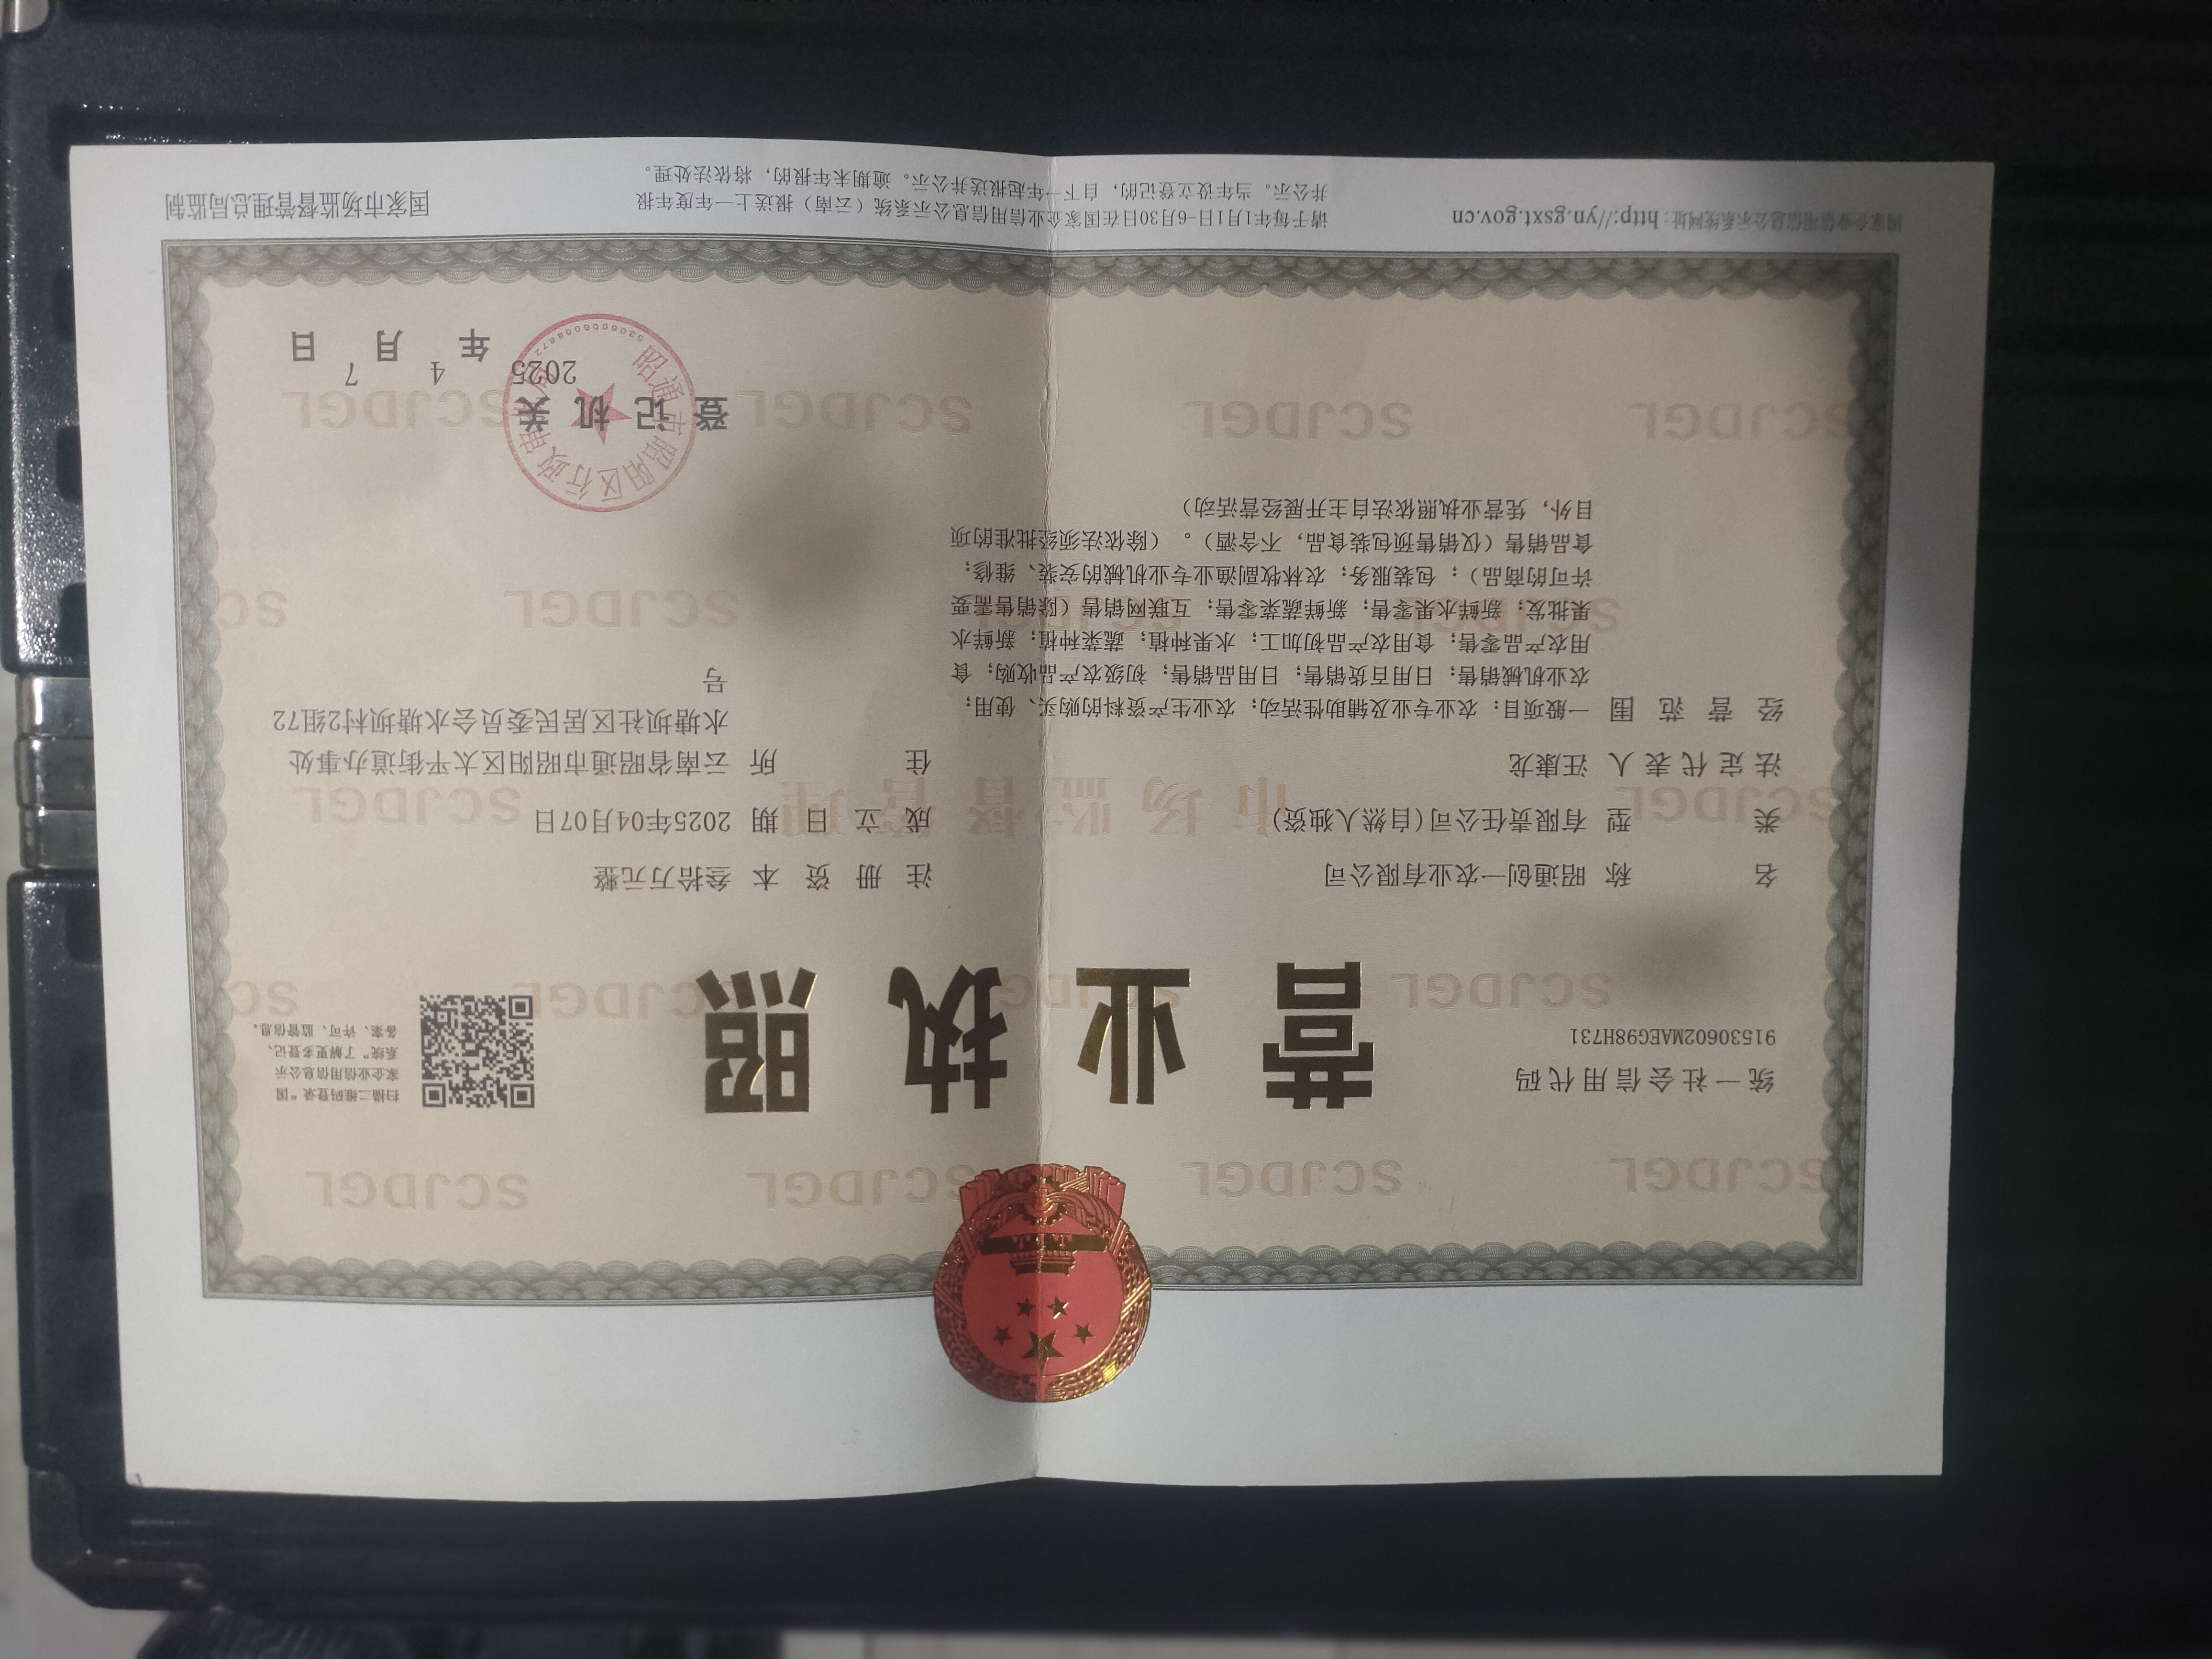 统一社会信用代码
91530602MAEG98H731
营业执照
扫描二维码登录“国
家企业信用信息公示
系统”了解更多登记、
备案、许可、监管信息。
名称 昭通创一农业有限公司
类型 有限责任公司(自然人独资)
法定代表人 汪康龙
经营范围 一般项目：农业专业及辅助性活动；农业生产资料的购买、使用；
农业机械销售；日用百货销售；日用品销售；初级农产品收购；食
用农产品零售；食用农产品初加工；水果种植；蔬菜种植；新鲜水
果批发；新鲜水果零售；新鲜蔬菜零售；互联网销售（除销售需要
许可的商品）；包装服务；农林牧副渔业专业机械的安装、维修；
食品销售（仅销售预包装食品，不含酒）。（除依法须经批准的项
目外，凭营业执照依法自主开展经营活动）
注册资本 叁拾万元整
成立日期 2025年04月07日
住所 云南省昭通市昭阳区太平街道办事处
水塘坝社区居民委员会水塘坝村2组72
号
登记机关
昭通市昭阳区行政审
2025年4月7日
国家企业信用信息公示系统网址：http://yn.gsxt.gov.cn
请于每年1月1日-6月30日在国家企业信用信息公示系统（云南）报送上一年度年报
并公示。当年设立登记的，自下一年起报送并公示。逾期未年报的，将依法处理。
国家市场监督管理总局监制
市场监督管理
SCJDGL